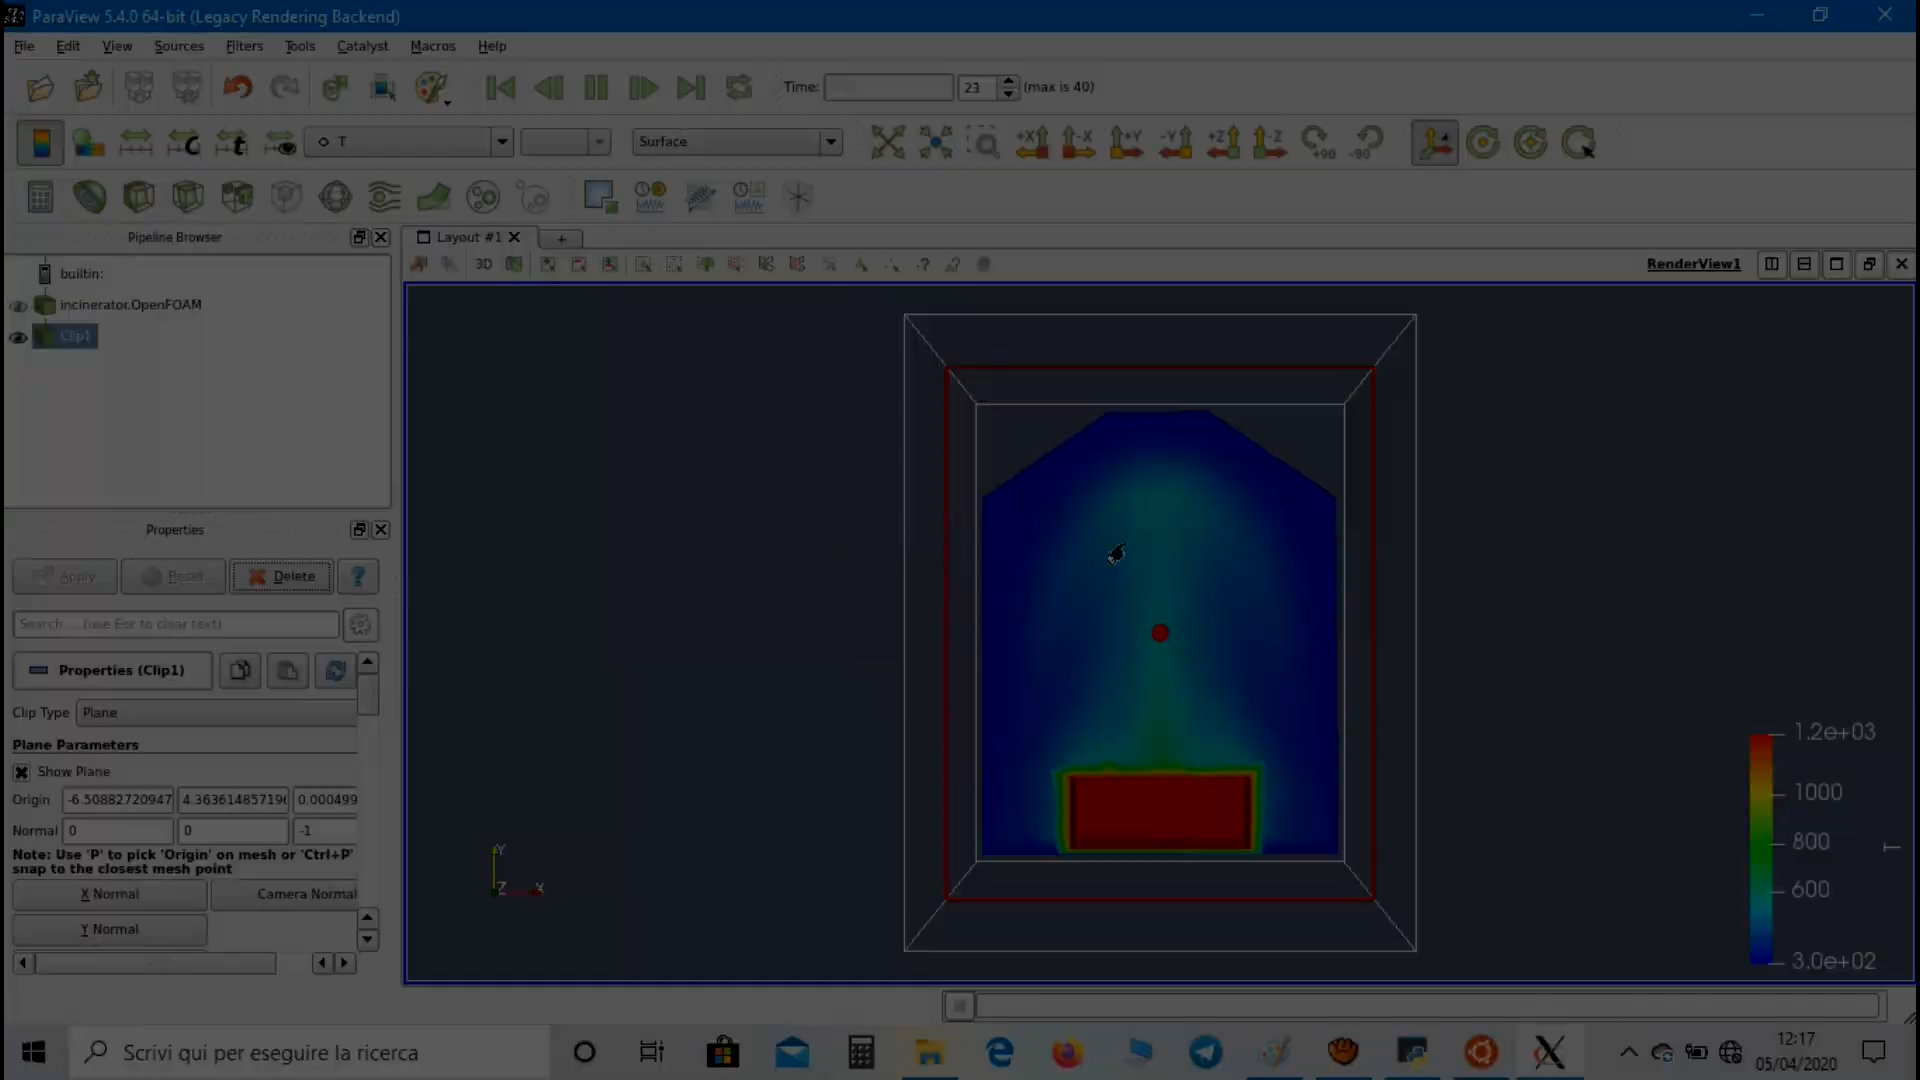 ParaView 5.4.0 64-bit (Legacy Rendering Backend)
File Edit View Sources Filters Tools Catalyst Macros Help
Time: 23 (max is 40)
T Surface +X -X +Y -Y +Z -Z +90 -90
Pipeline Browser
Layout #1
builtin:
3D
RenderView1
incinerator.OpenFOAM
Clip1
Properties
Apply Reset Delete ?
Search ... (use Esc to clear text)
Properties (Clip1)
Clip Type Plane
Plane Parameters
Show Plane
Origin -6.50882720947 4.3636148571 0.000499
Normal 0 0 -1
Note: Use 'P' to pick 'Origin' on mesh or 'Ctrl+P'
snap to the closest mesh point
X Normal Camera Normal
Y Normal
Y
Z X
1.2e+03
1000
800
600
3.0e+02
T
Scrivi qui per eseguire la ricerca
12:17
05/04/2020